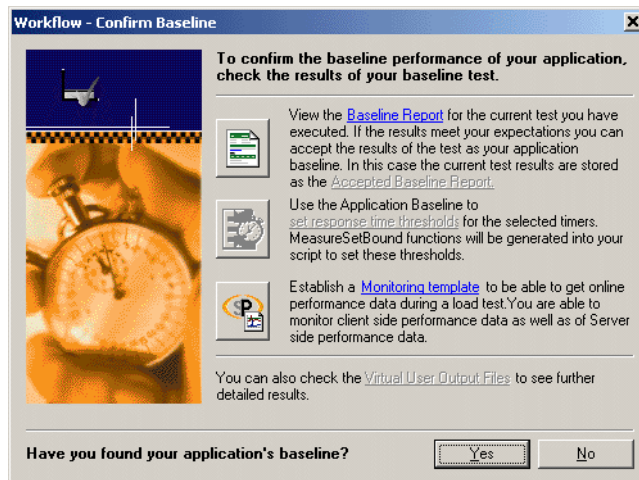 Workflow - Confirm Baseline
To confirm the baseline performance of your application,
check the results of your baseline test.
View the Baseline Report for the current test you have
executed. If the results meet your expectations you can
accept the results of the test as your application
baseline. In this case the current test results are stored
as the Accepted Baseline Report.
Use the Application Baseline to
set response time thresholds for the selected timers.
MeasureSetBound functions will be generated into your
script to set these thresholds.
Establish a Monitoring template to be able to get online
performance data during a load test.You are able to
monitor client side performance data as well as of Server
side performance data.
You can also check the Virtual User Output Files to see further
detailed results.
Have you found your application's baseline?
Yes
No